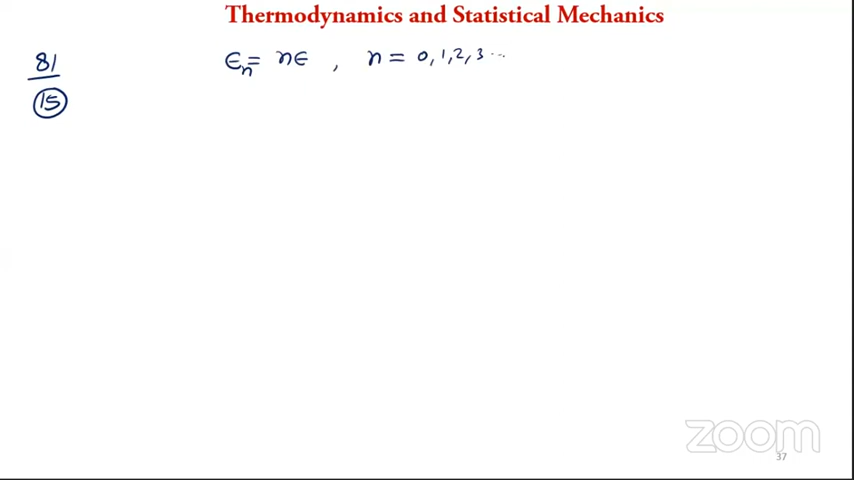 Thermodynamics and Statistical Mechanics
81
15
ϵₙ = nϵ , n = 0, 1, 2, 3 ...
zoom
37